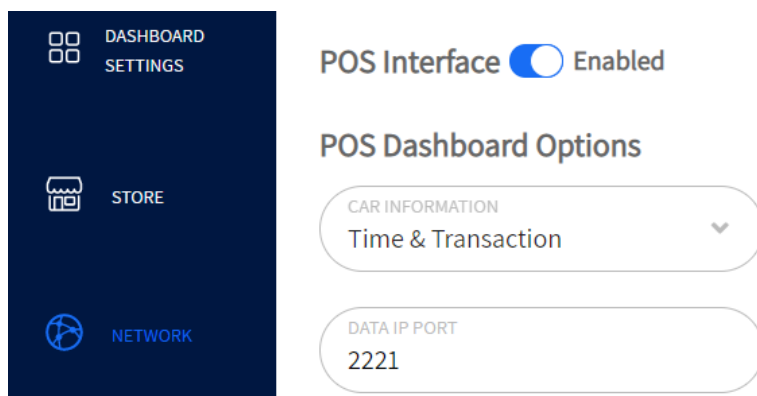 DASHBOARD
SETTINGS
STORE
NETWORK
POS Interface Enabled
POS Dashboard Options
CAR INFORMATION
Time & Transaction
DATA IP PORT
2221